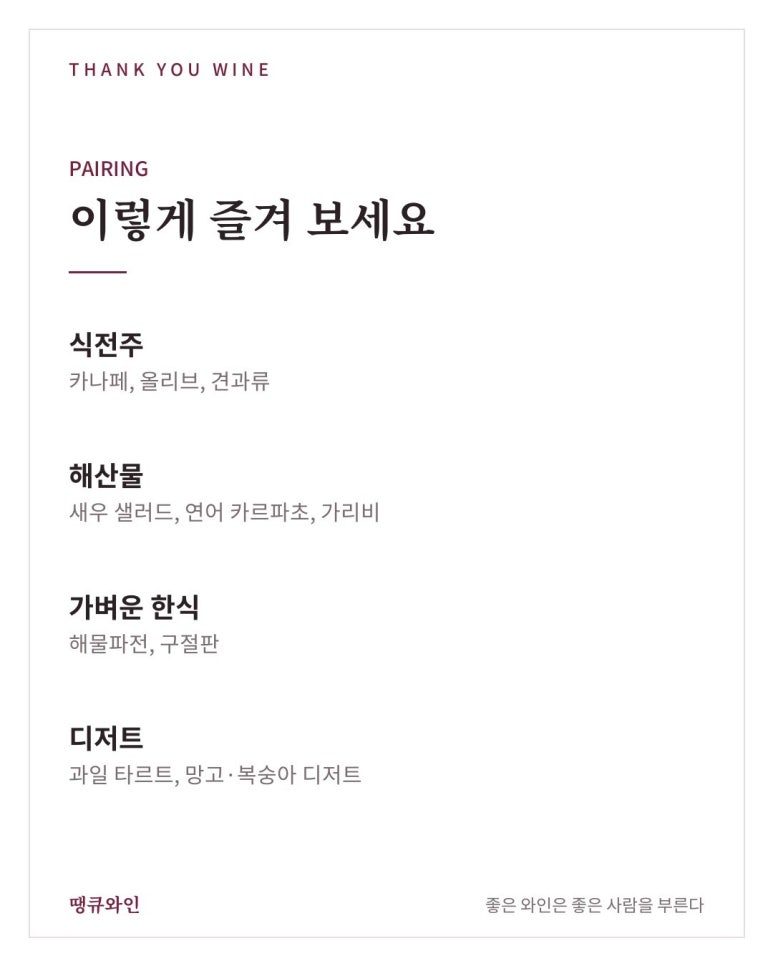 THANK YOU WINE
PAIRING
이렇게 즐겨 보세요
식전주
카나페, 올리브, 견과류
해산물
새우 샐러드, 연어 카르파초, 가리비
가벼운 한식
해물파전, 구절판
디저트
과일 타르트, 망고·복숭아 디저트
땡큐와인
좋은 와인은 좋은 사람을 부른다